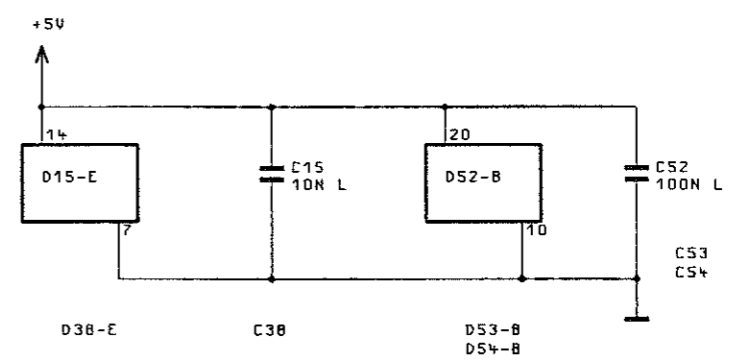 +5V
14
20
D15-E
C15
10N L
D52-B
C52
100N L
7
10
C53
C54
D38-E
C38
D53-B
D54-B